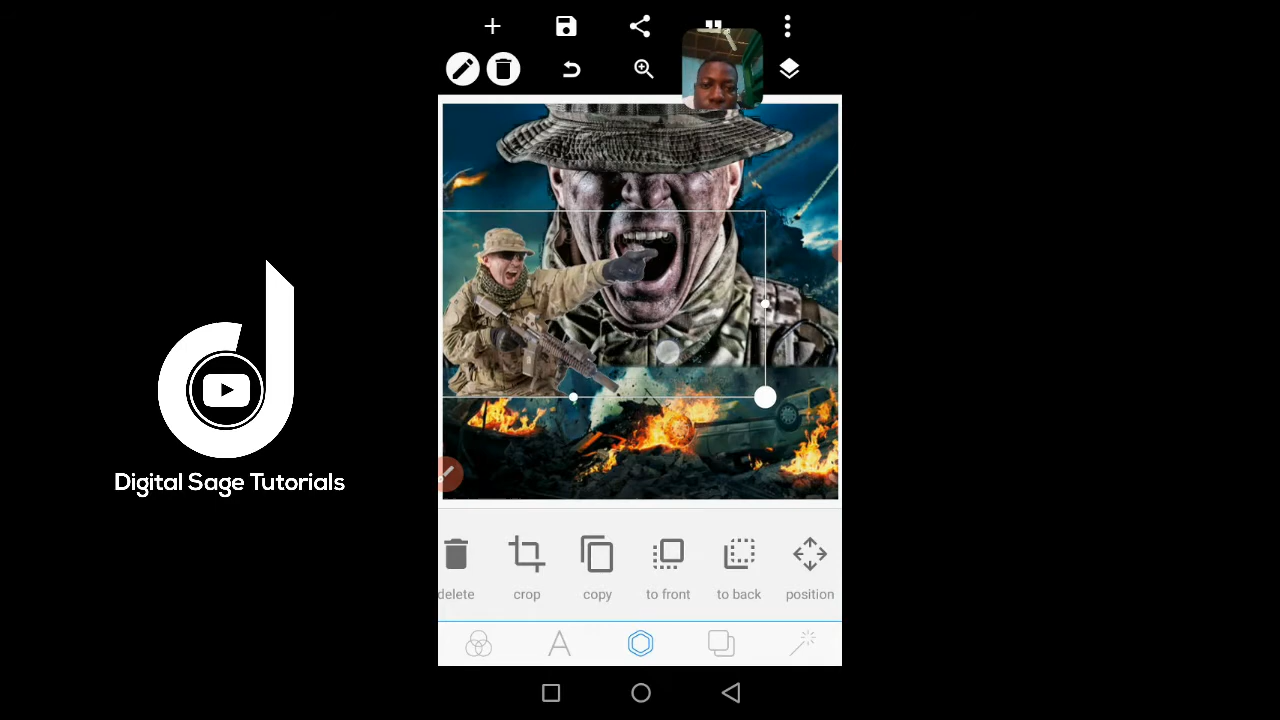 Digital Sage Tutorials
delete
crop
copy
to front
to back
position